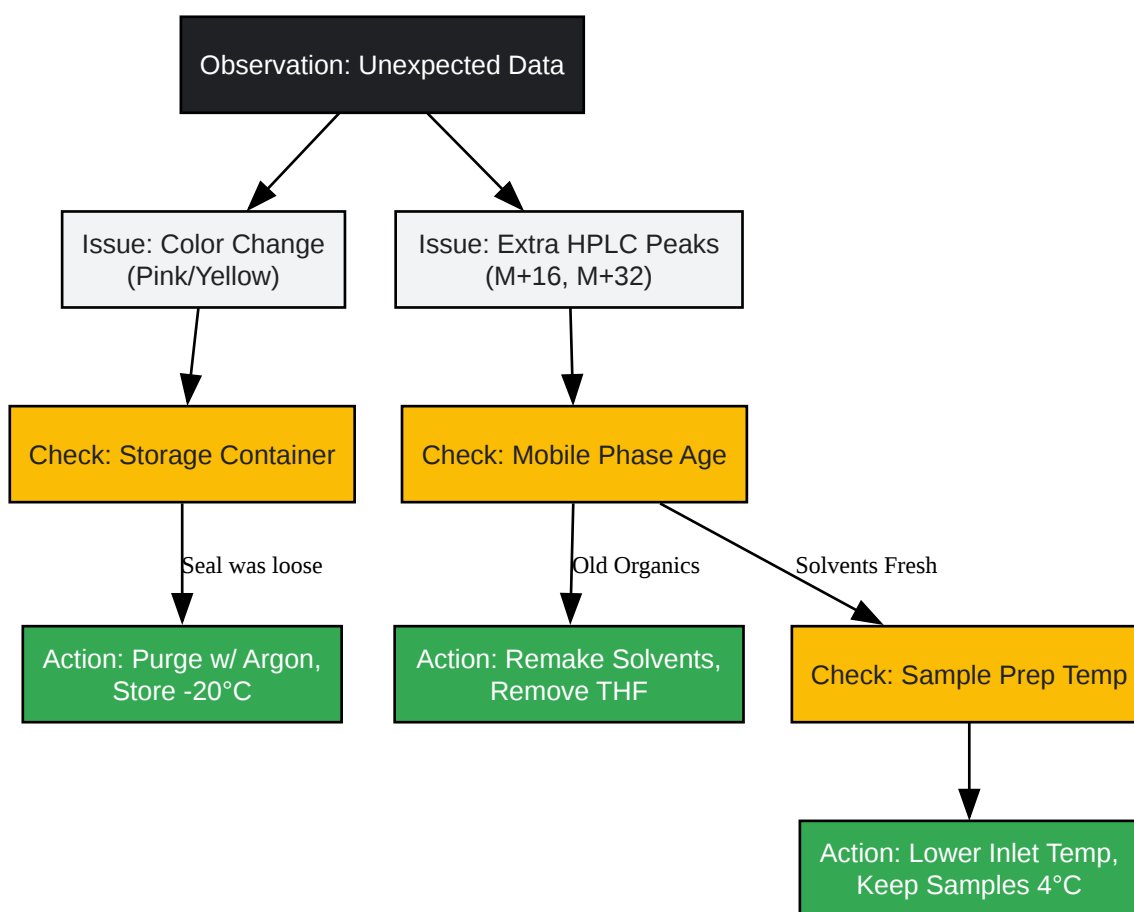 Observation: Unexpected Data
Issue: Color Change
(Pink/Yellow)
Issue: Extra HPLC Peaks
(M+16, M+32)
Check: Storage Container
Check: Mobile Phase Age
Seal was loose
Old Organics
Solvents Fresh
Action: Purge w/ Argon,
Store -20°C
Action: Remake Solvents,
Remove THF
Check: Sample Prep Temp
Action: Lower Inlet Temp,
Keep Samples 4°C